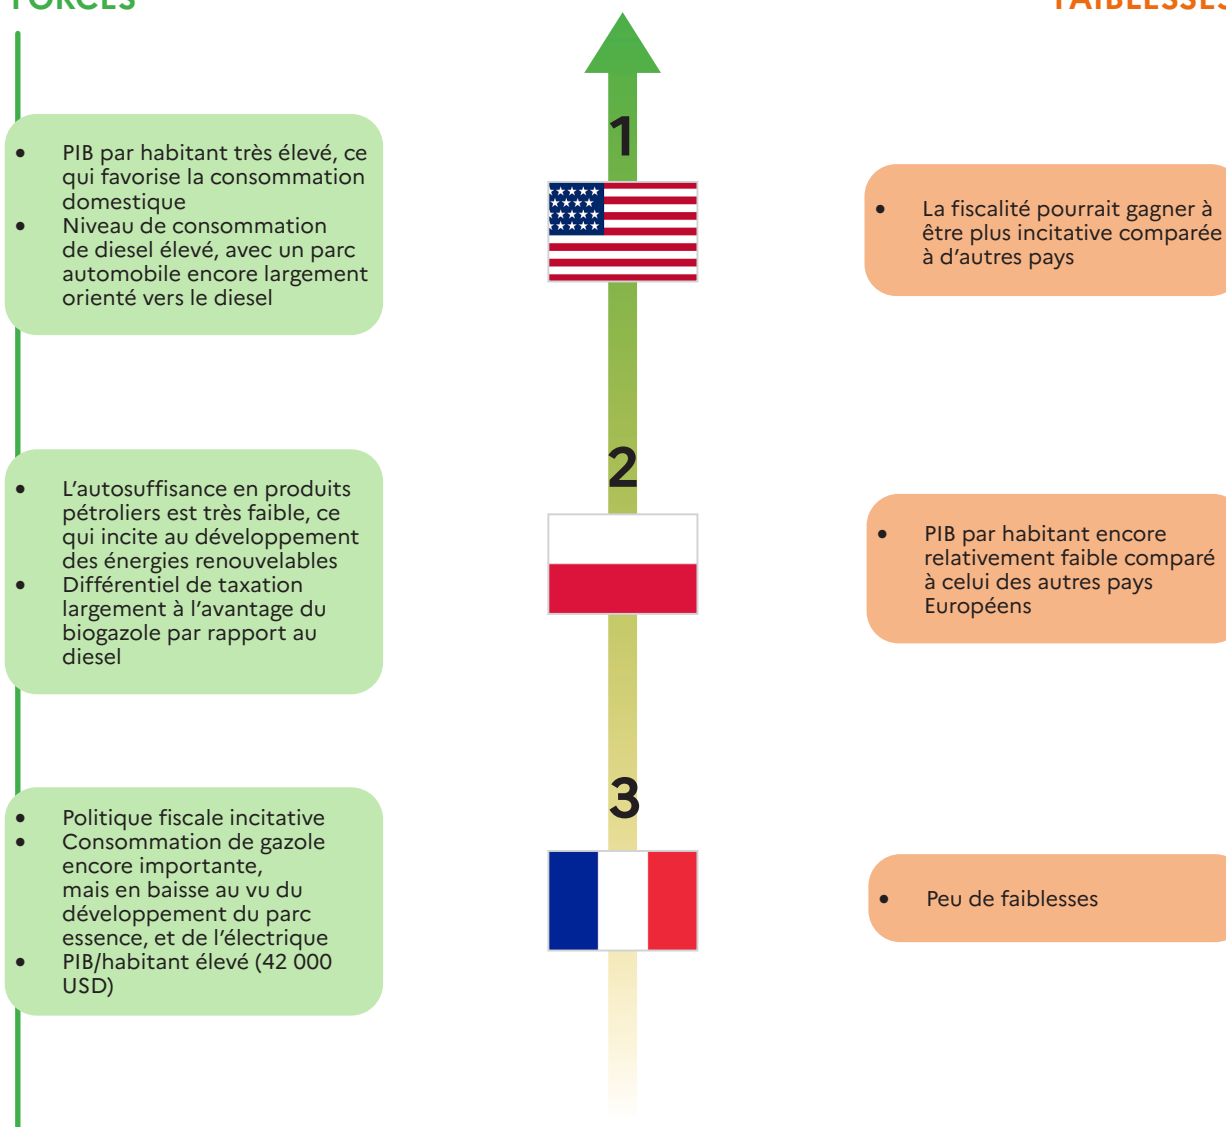 FORCES
FAIBLESSES
1
• PIB par habitant très élevé, ce
qui favorise la consommation
domestique
• Niveau de consommation
de diesel élevé, avec un parc
automobile encore largement
orienté vers le diesel
• La fiscalité pourrait gagner à
être plus incitative comparée
à d’autres pays
2
• L’autosuffisance en produits
pétroliers est très faible, ce
qui incite au développement
des énergies renouvelables
• Différentiel de taxation
largement à l’avantage du
biogazole par rapport au
diesel
• PIB par habitant encore
relativement faible comparé
à celui des autres pays
Européens
3
• Politique fiscale incitative
• Consommation de gazole
encore importante,
mais en baisse au vu du
développement du parc
essence, et de l’électrique
• PIB/habitant élevé (42 000
USD)
• Peu de faiblesses